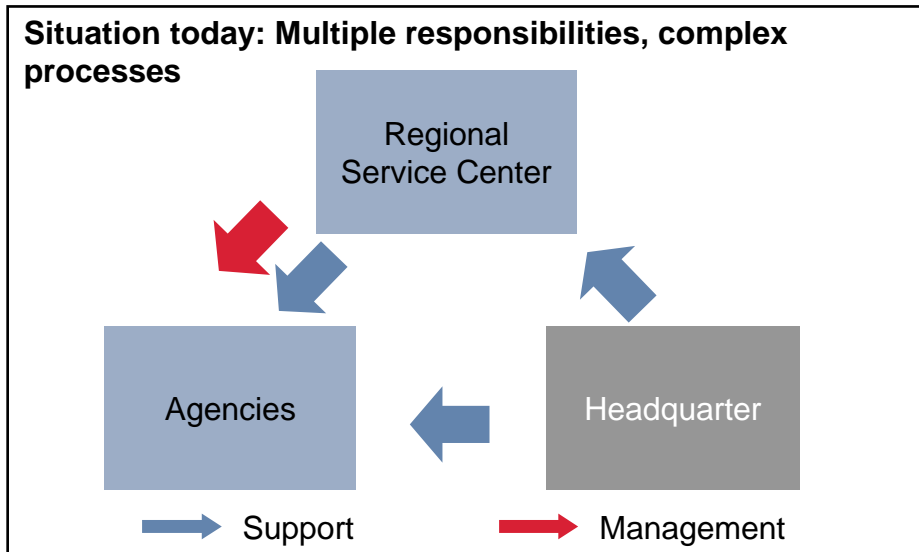 Situation today: Multiple responsibilities, complex
processes
Regional
Service Center
Agencies
Headquarter
Support
Management